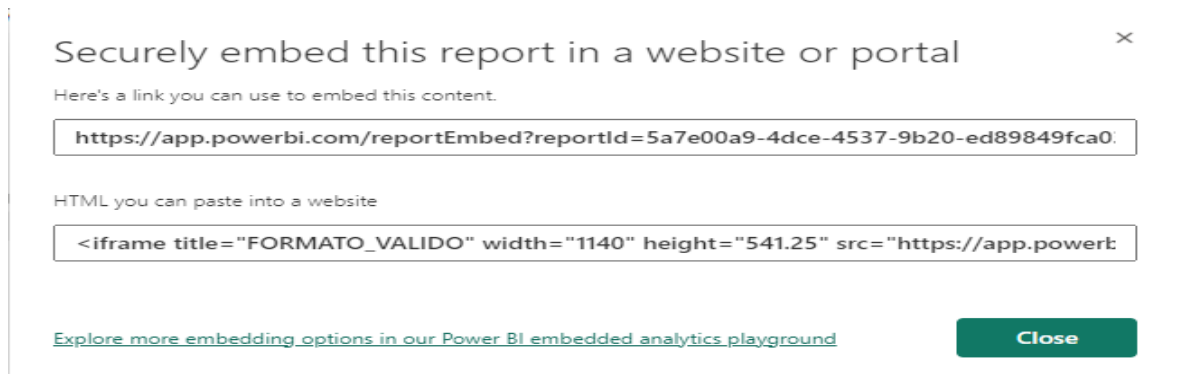 Securely embed this report in a website or portal
Here's a link you can use to embed this content.
https://app.powerbi.com/reportEmbed?reportId=5a7e00a9-4dce-4537-9b20-ed89849fca0
HTML you can paste into a website
<iframe title="FORMATO_VALIDO" width="1140" height="541.25" src="https://app.powerb
Explore more embedding options in our Power BI embedded analytics playground
Close